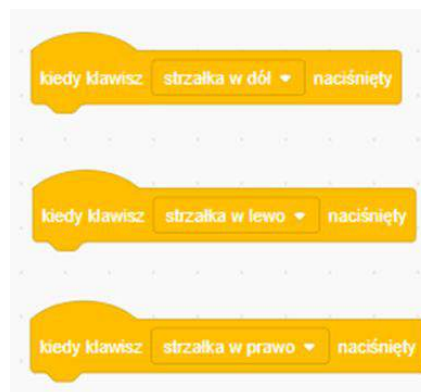 kiedy klawisz strzałka w dół naciśnięty
kiedy klawisz strzałka w lewo naciśnięty
kiedy klawisz strzałka w prawo naciśnięty